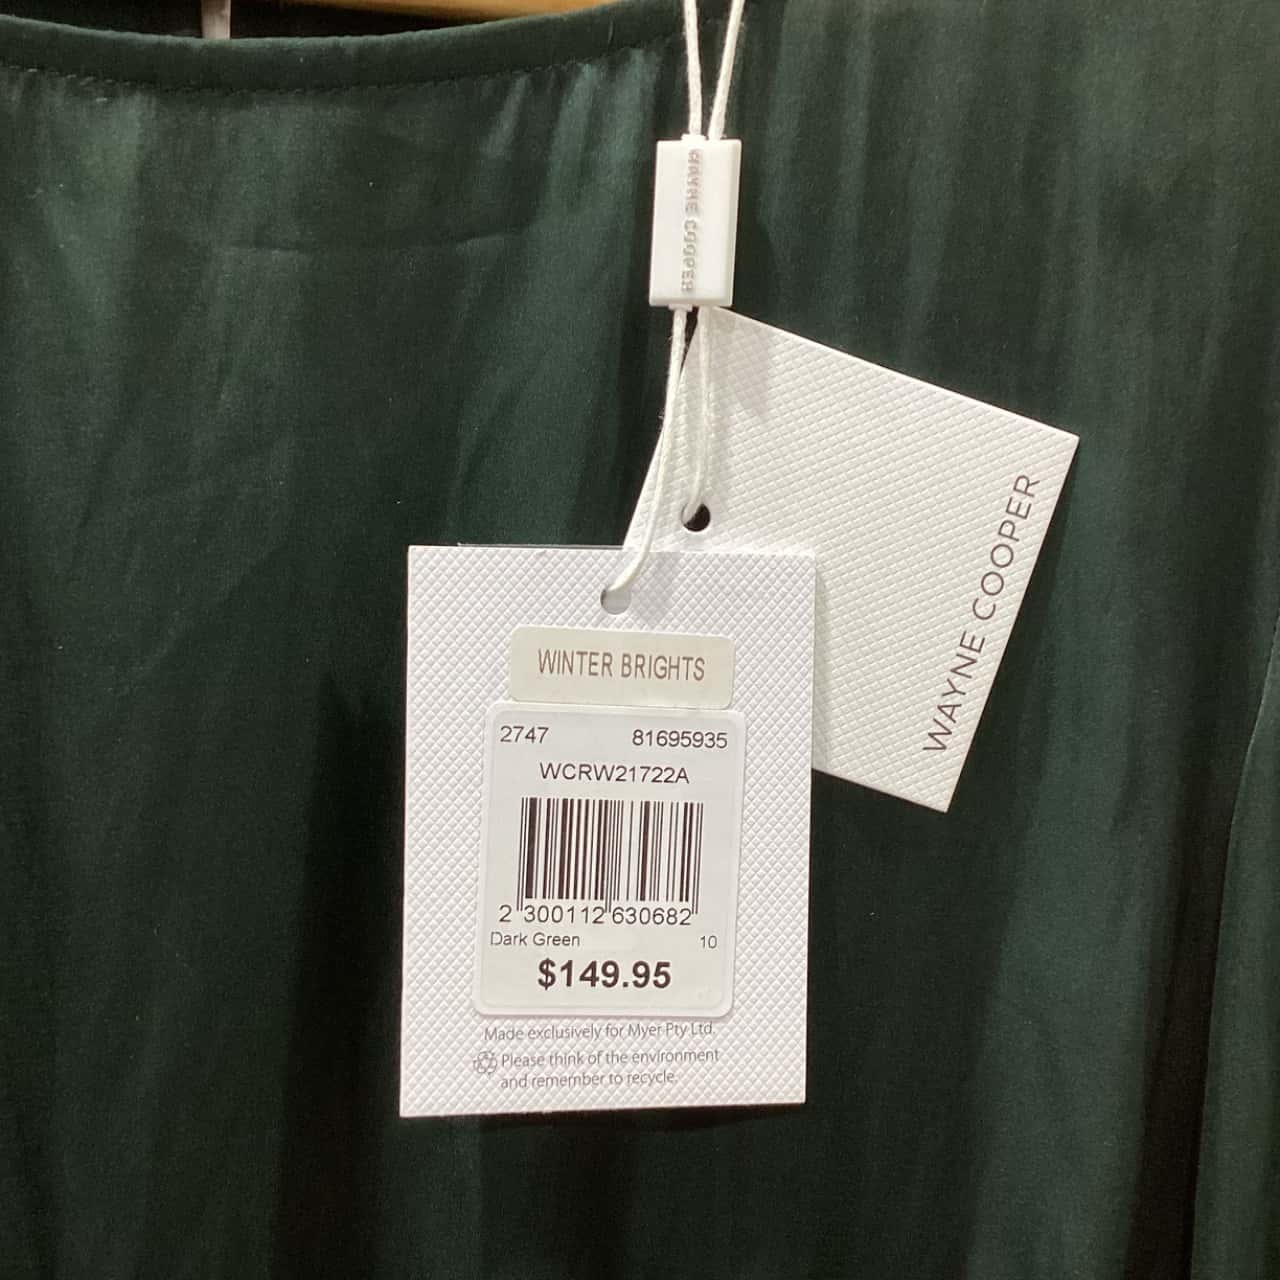 WAYNE COOPER
WAYNE COOPER
WINTER BRIGHTS
2747 81695935
WCRW21722A
2 300112 630682
Dark Green 10
$149.95
Made exclusively for Myer Pty Ltd.
Please think of the environment
and remember to recycle.